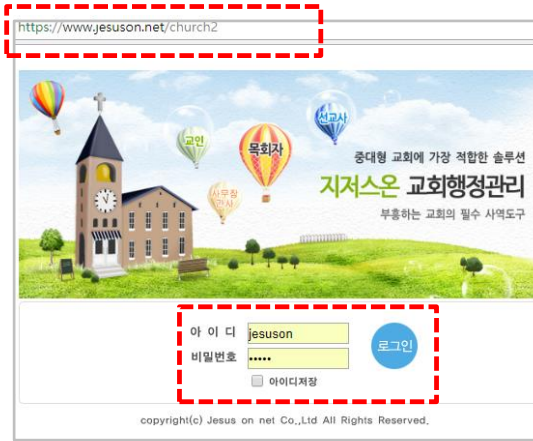 https://www.jesuson.net/church2
교인
목회자
선교사
사무장
간사
중대형 교회에 가장 적합한 솔루션
지저스온 교회행정관리
부흥하는 교회의 필수 사역도구
아 이 디 jesuson
비밀번호 •••••
로그인
아이디저장
copyright(c) Jesus on net Co.,Ltd All Rights Reserved.